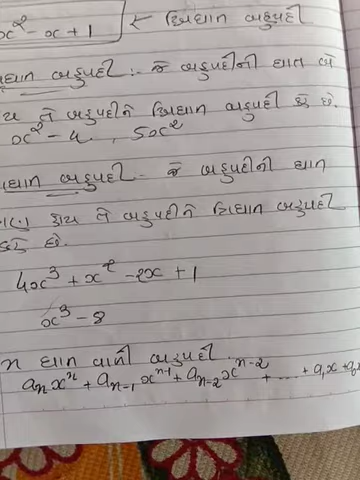 x² - x + 1 ← દ્વિઘાત બહુપદી
દ્વિઘાત બહુપદી :- જે બહુપદીની ઘાત બે
હોય તે બહુપદીને દ્વિઘાત બહુપદી કહે છે.
x² - 4 , 5x²
ઘાત બહુપદી - જે બહુપદીની ઘાત
ત્રણ હોય તે બહુપદીને ત્રિઘાત બહુપદી
કહે છે.
4x³ + x² - 2x + 1
x³ - 8
n ઘાત વાળી બહુપદી.
aₙxⁿ + aₙ₋₁xⁿ⁻¹ + aₙ₋₂xⁿ⁻² + ... + a₁x + a₀